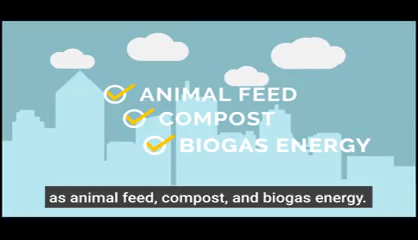 ANIMAL FEED
COMPOST
BIOGAS ENERGY
as animal feed, compost, and biogas energy.